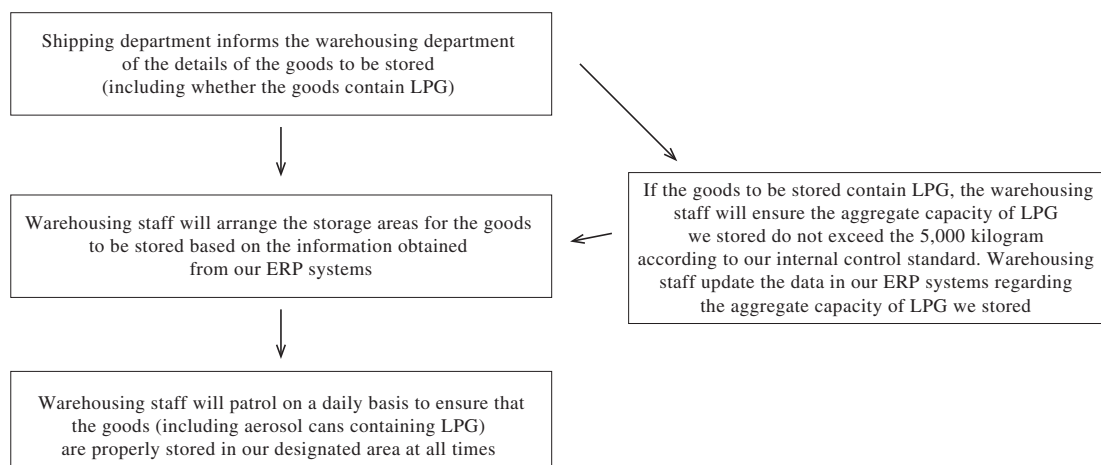 Shipping department informs the warehousing department
of the details of the goods to be stored
(including whether the goods contain LPG)
If the goods to be stored contain LPG, the warehousing
staff will ensure the aggregate capacity of LPG
we stored do not exceed the 5,000 kilogram
according to our internal control standard. Warehousing
staff update the data in our ERP systems regarding
the aggregate capacity of LPG we stored
Warehousing staff will arrange the storage areas for the goods
to be stored based on the information obtained
from our ERP systems
Warehousing staff will patrol on a daily basis to ensure that
the goods (including aerosol cans containing LPG)
are properly stored in our designated area at all times